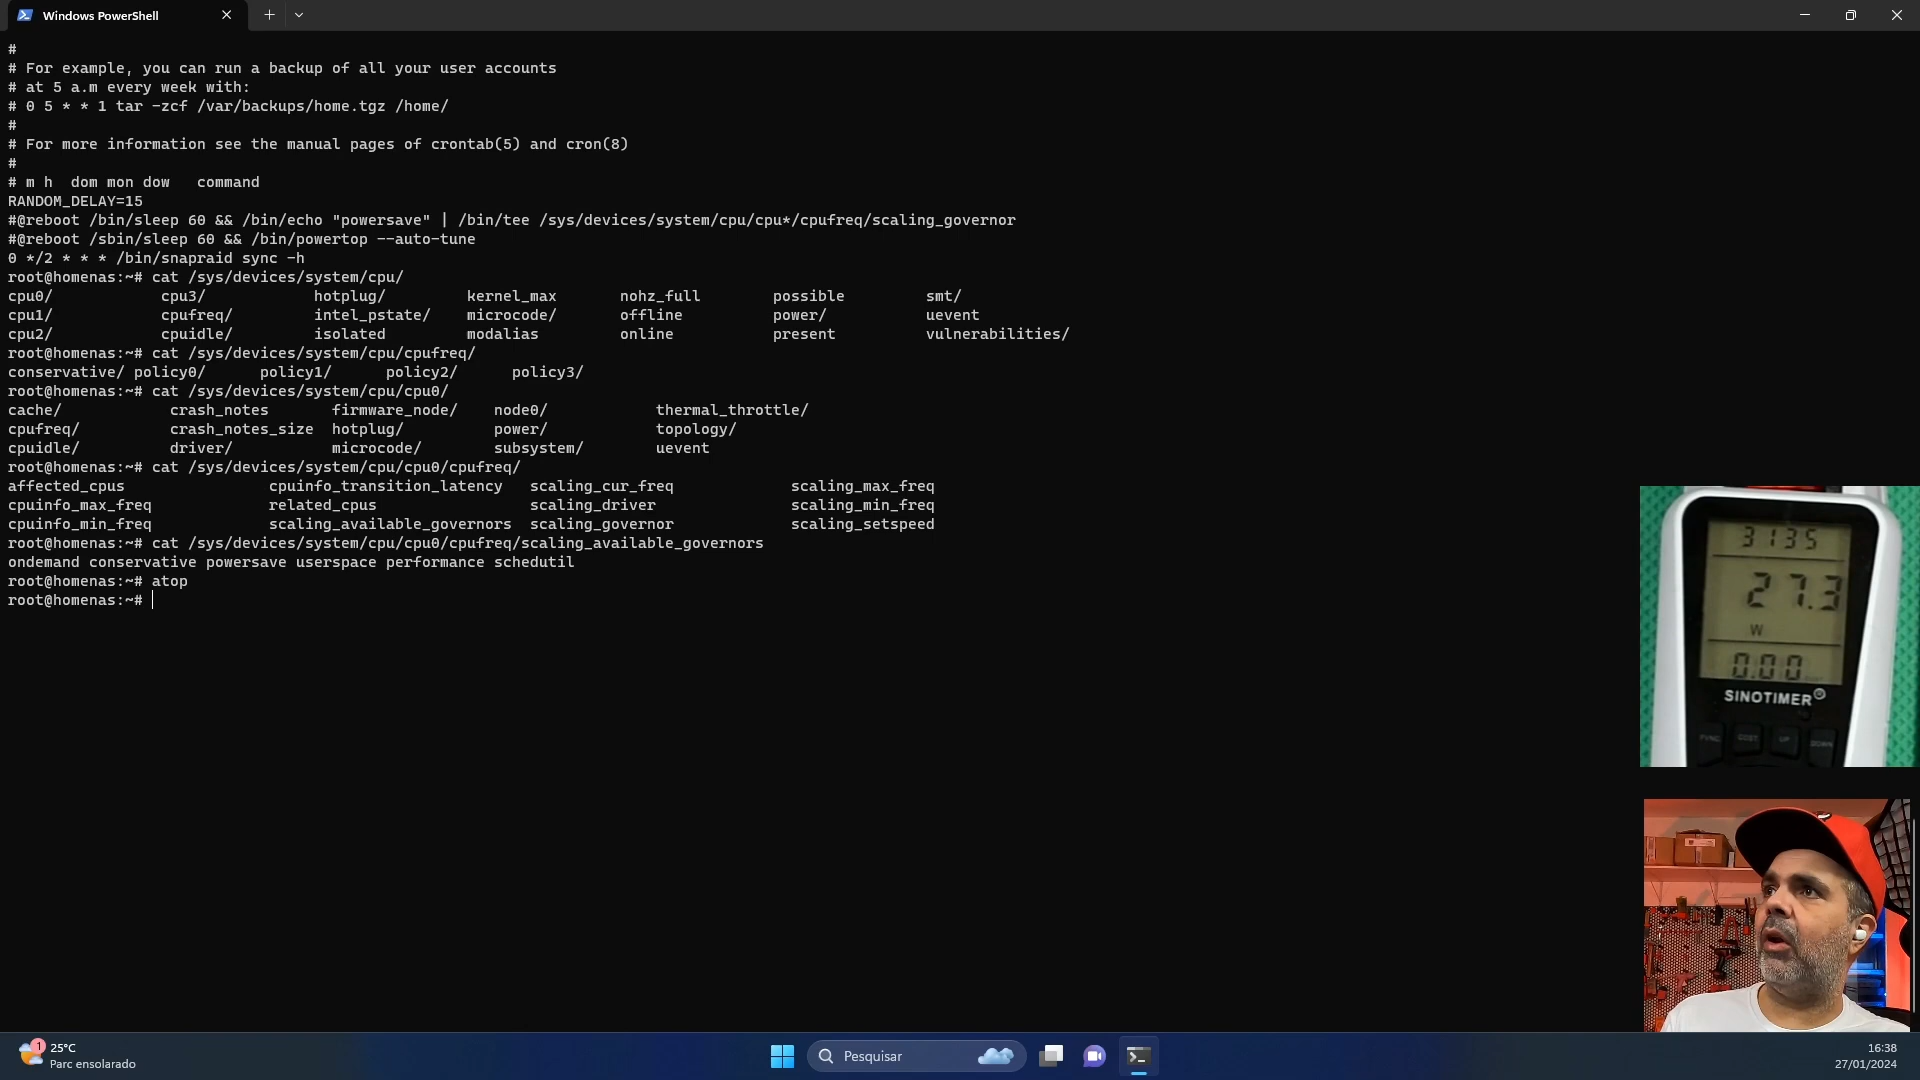 Windows PowerShell
#
# For example, you can run a backup of all your user accounts
# at 5 a.m every week with:
# 0 5 * * 1 tar -zcf /var/backups/home.tgz /home/
#
# For more information see the manual pages of crontab(5) and cron(8)
#
# m h  dom mon dow   command
RANDOM_DELAY=15
#@reboot /bin/sleep 60 && /bin/echo "powersave" | /bin/tee /sys/devices/system/cpu/cpu*/cpufreq/scaling_governor
#@reboot /sbin/sleep 60 && /bin/powertop --auto-tune
0 */2 * * * /bin/snapraid sync -h
root@homenas:~# cat /sys/devices/system/cpu/
cpu0/ cpu3/ hotplug/ kernel_max nohz_full possible smt/
cpu1/ cpufreq/ intel_pstate/ microcode/ offline power/ uevent
cpu2/ cpuidle/ isolated modalias online present vulnerabilities/
root@homenas:~# cat /sys/devices/system/cpu/cpufreq/
conservative/ policy0/ policy1/ policy2/ policy3/
root@homenas:~# cat /sys/devices/system/cpu/cpu0/
cache/ crash_notes firmware_node/ node0/ thermal_throttle/
cpufreq/ crash_notes_size hotplug/ power/ topology/
cpuidle/ driver/ microcode/ subsystem/ uevent
root@homenas:~# cat /sys/devices/system/cpu/cpu0/cpufreq/
affected_cpus cpuinfo_transition_latency scaling_cur_freq scaling_max_freq
cpuinfo_max_freq related_cpus scaling_driver scaling_min_freq
cpuinfo_min_freq scaling_available_governors scaling_governor scaling_setspeed
root@homenas:~# cat /sys/devices/system/cpu/cpu0/cpufreq/scaling_available_governors
ondemand conservative powersave userspace performance schedutil
root@homenas:~# atop
root@homenas:~#
3135
27.3
W
0.00
SINOTIMER®
FUNC COST UP DOWN
1
25°C
Parc ensolarado
Pesquisar
16:38
27/01/2024